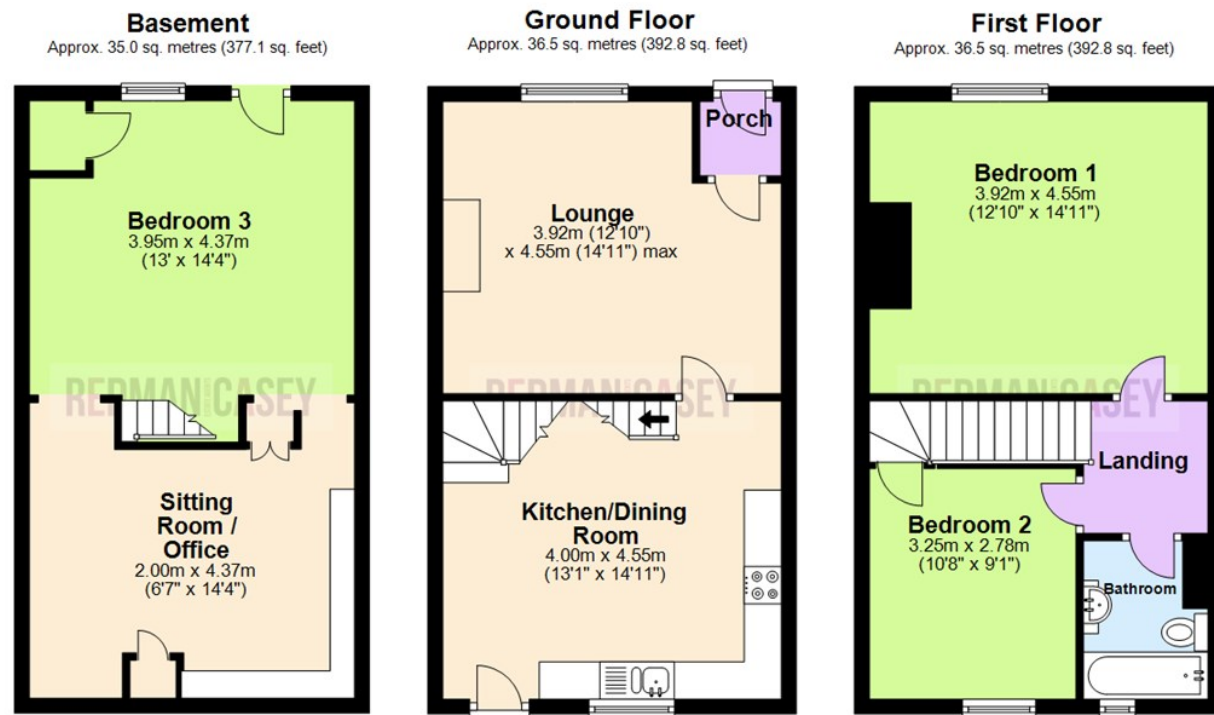 Basement
Approx. 35.0 sq. metres (377.1 sq. feet)
Bedroom 3
3.95m x 4.37m
(13' x 14'4")
REDMAN CASEY
Sitting
Room /
Office
2.00m x 4.37m
(6'7" x 14'4")
Ground Floor
Approx. 36.5 sq. metres (392.8 sq. feet)
Porch
Lounge
3.92m (12'10")
x 4.55m (14'11") max
REDMAN CASEY
Kitchen/Dining
Room
4.00m x 4.55m
(13'1" x 14'11")
First Floor
Approx. 36.5 sq. metres (392.8 sq. feet)
Bedroom 1
3.92m x 4.55m
(12'10" x 14'11")
REDMAN CASEY
Landing
Bedroom 2
3.25m x 2.78m
(10'8" x 9'1")
Bathroom